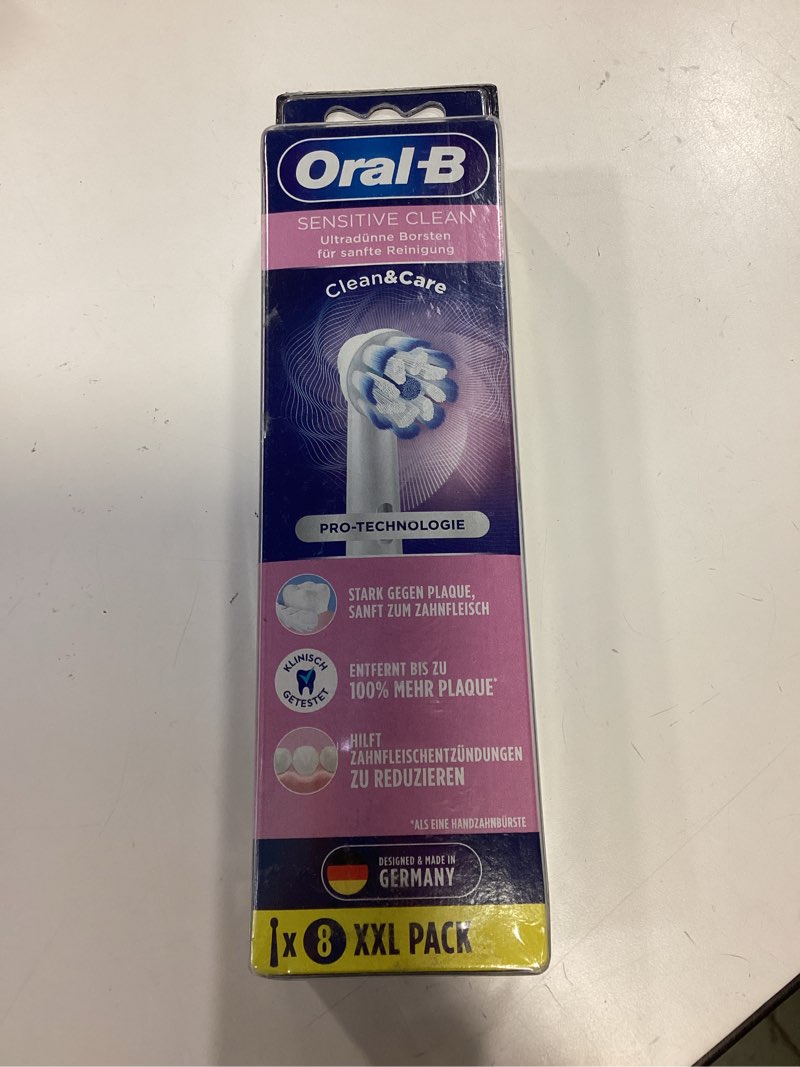 Oral-B
SENSITIVE CLEAN
Ultradünne Borsten
für sanfte Reinigung
Clean&Care
PRO-TECHNOLOGIE
STARK GEGEN PLAQUE,
SANFT ZUM ZAHNFLEISCH
KLINISCH
GETESTET
ENTFERNT BIS ZU
100% MEHR PLAQUE*
HILFT
ZAHNFLEISCHENTZÜNDUNGEN
ZU REDUZIEREN
*ALS EINE HANDZAHNBÜRSTE
DESIGNED & MADE IN
GERMANY
x 8 XXL PACK